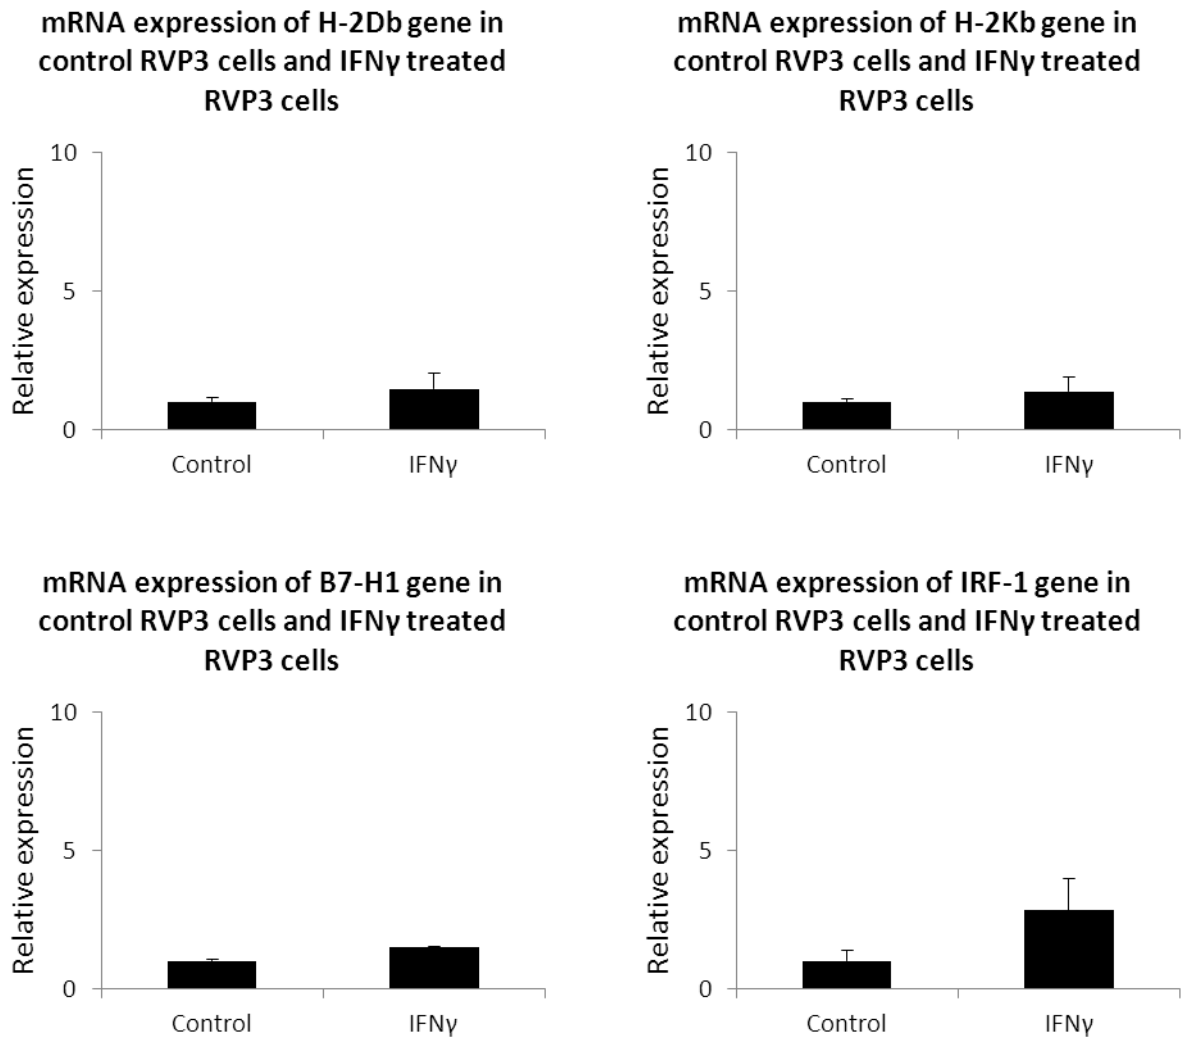 mRNA expression of H-2Db gene in
control RVP3 cells and IFNγ treated
RVP3 cells
10
5
0
Relative expression
Control
IFNγ
mRNA expression of H-2Kb gene in
control RVP3 cells and IFNγ treated
RVP3 cells
10
5
0
Relative expression
Control
IFNγ
mRNA expression of B7-H1 gene in
control RVP3 cells and IFNγ treated
RVP3 cells
10
5
0
Relative expression
Control
IFNγ
mRNA expression of IRF-1 gene in
control RVP3 cells and IFNγ treated
RVP3 cells
10
5
0
Relative expression
Control
IFNγ